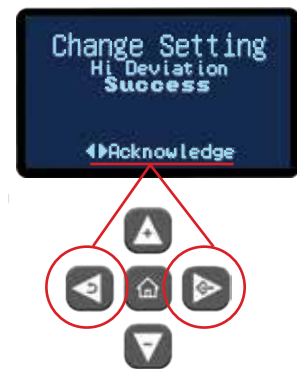 Change Setting
Hi Deviation
Success
Acknowledge
+
-